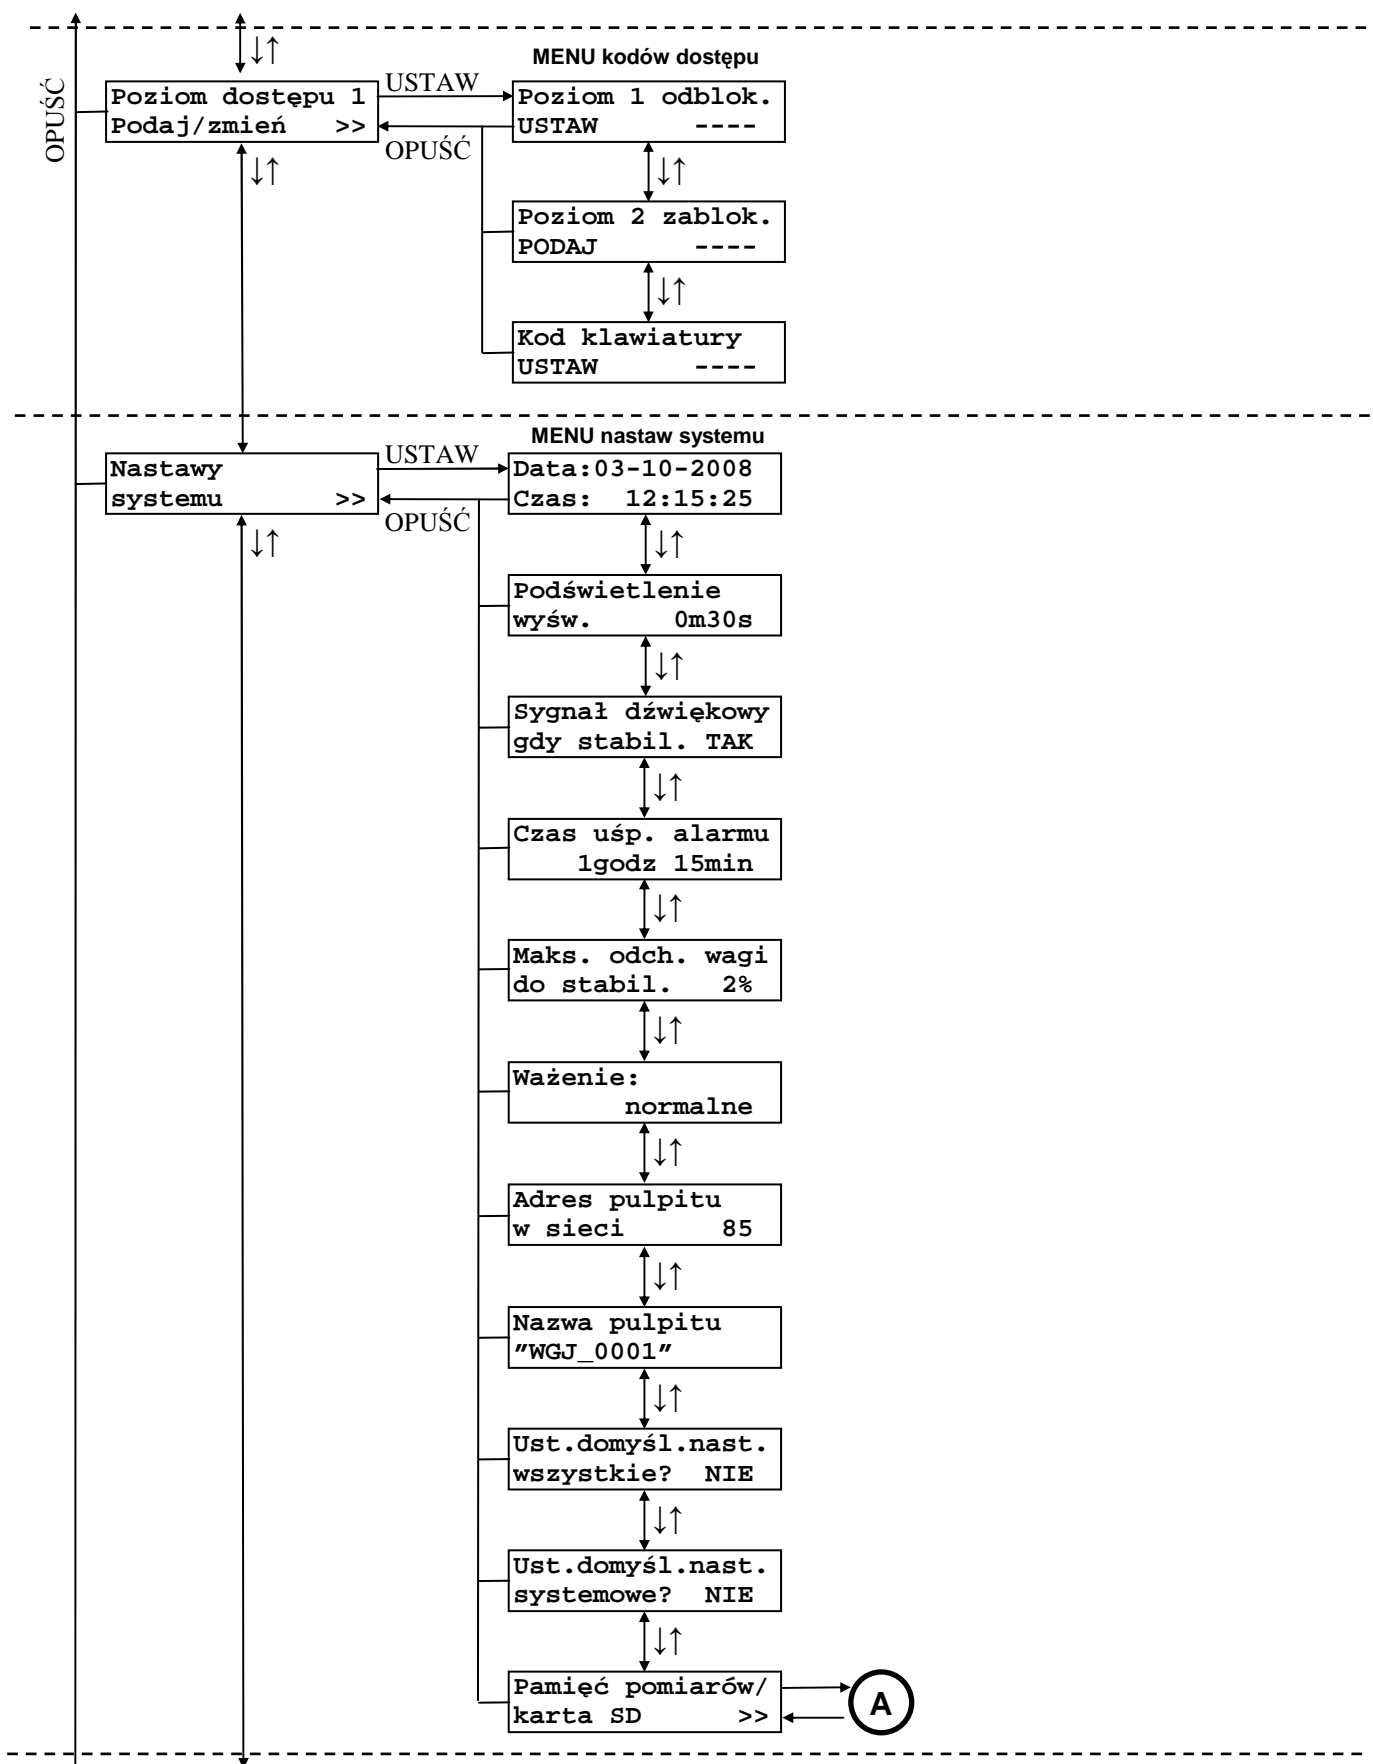 ↓↑
MENU kodów dostępu
OPUŚĆ
Poziom dostępu 1
Podaj/zmień >>
USTAW
OPUŚĆ
Poziom 1 odblok.
USTAW ----
↓↑
↓↑
Poziom 2 zablok.
PODAJ ----
↓↑
Kod klawiatury
USTAW ----
MENU nastaw systemu
Nastawy
systemu >>
USTAW
OPUŚĆ
Data:03-10-2008
Czas: 12:15:25
↓↑
↓↑
Podświetlenie
wyśw. 0m30s
↓↑
Sygnał dźwiękowy
gdy stabil. TAK
↓↑
Czas uśp. alarmu
1godz 15min
↓↑
Maks. odch. wagi
do stabil. 2%
↓↑
Ważenie:
normalne
↓↑
Adres pulpitu
w sieci 85
↓↑
Nazwa pulpitu
"WGJ_0001"
↓↑
Ust.domyśl.nast.
wszystkie? NIE
↓↑
Ust.domyśl.nast.
systemowe? NIE
↓↑
Pamięć pomiarów/
karta SD >>
A